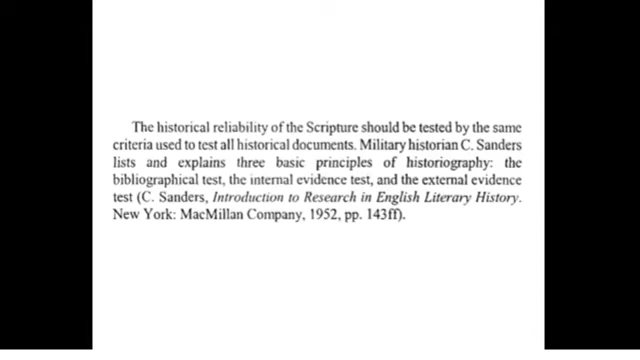 The historical reliability of the Scripture should be tested by the same
criteria used to test all historical documents. Military historian C. Sanders
lists and explains three basic principles of historiography: the
bibliographical test, the internal evidence test, and the external evidence
test (C. Sanders, Introduction to Research in English Literary History.
New York: MacMillan Company, 1952, pp. 143ff).